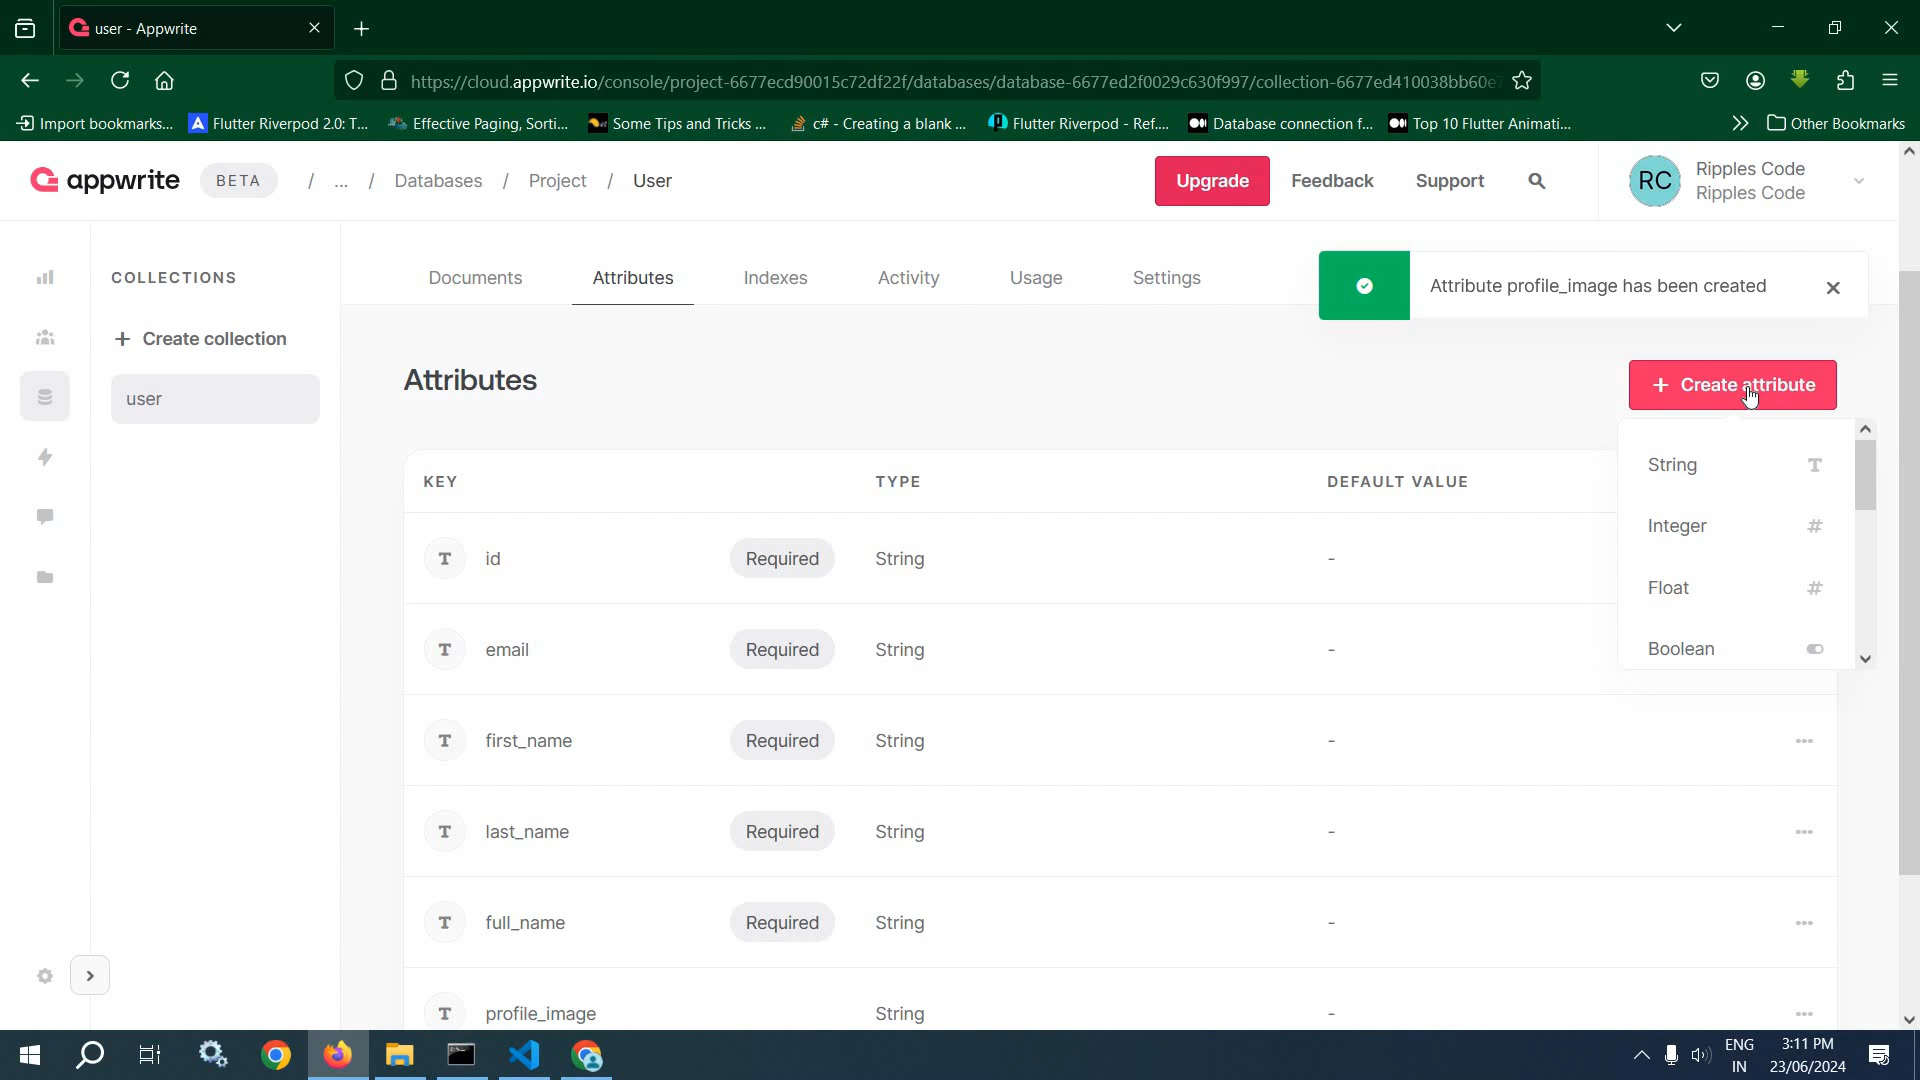 user - Appwrite
https://cloud.appwrite.io/console/project-6677ecd90015c72df22f/databases/database-6677ed2f0029c630f997/collection-6677ed410038bb60e7
Import bookmarks...
Flutter Riverpod 2.0: T...
Effective Paging, Sorti...
Some Tips and Tricks ...
c# - Creating a blank ...
Flutter Riverpod - Ref....
Database connection f...
Top 10 Flutter Animati...
Other Bookmarks
appwrite BETA / ... / Databases / Project / User
Upgrade Feedback Support
RC
Ripples Code
Ripples Code
COLLECTIONS
Create collection
user
Documents Attributes Indexes Activity Usage Settings
Attribute profile_image has been created
Attributes
+ Create attribute
String T
Integer #
Float #
Boolean
KEY TYPE DEFAULT VALUE
T id Required String -
T email Required String -
T first_name Required String -
T last_name Required String -
T full_name Required String -
T profile_image String -
ENG
IN
3:11 PM
23/06/2024